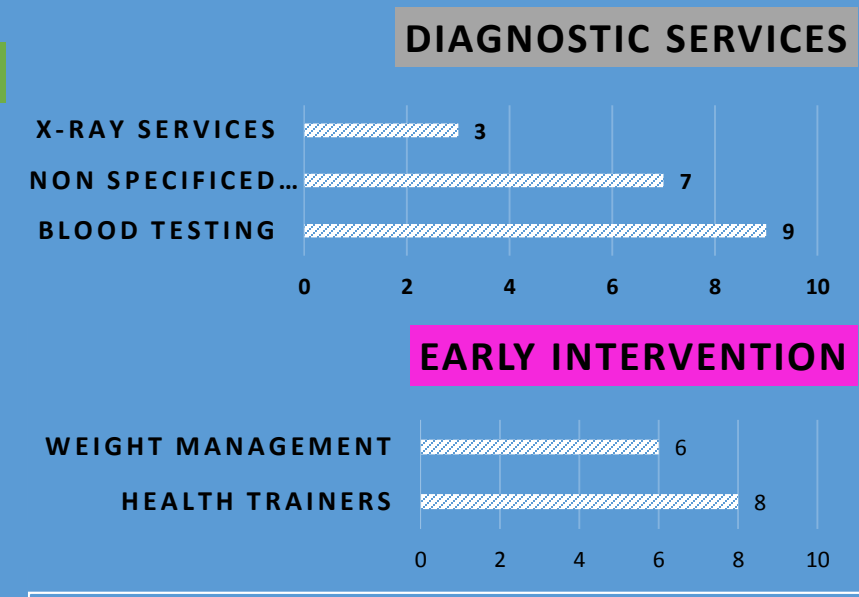 DIAGNOSTIC SERVICES
X-RAY SERVICES 3
NON SPECIFICED... 7
BLOOD TESTING 9
0 2 4 6 8 10
EARLY INTERVENTION
WEIGHT MANAGEMENT 6
HEALTH TRAINERS 8
0 2 4 6 8 10